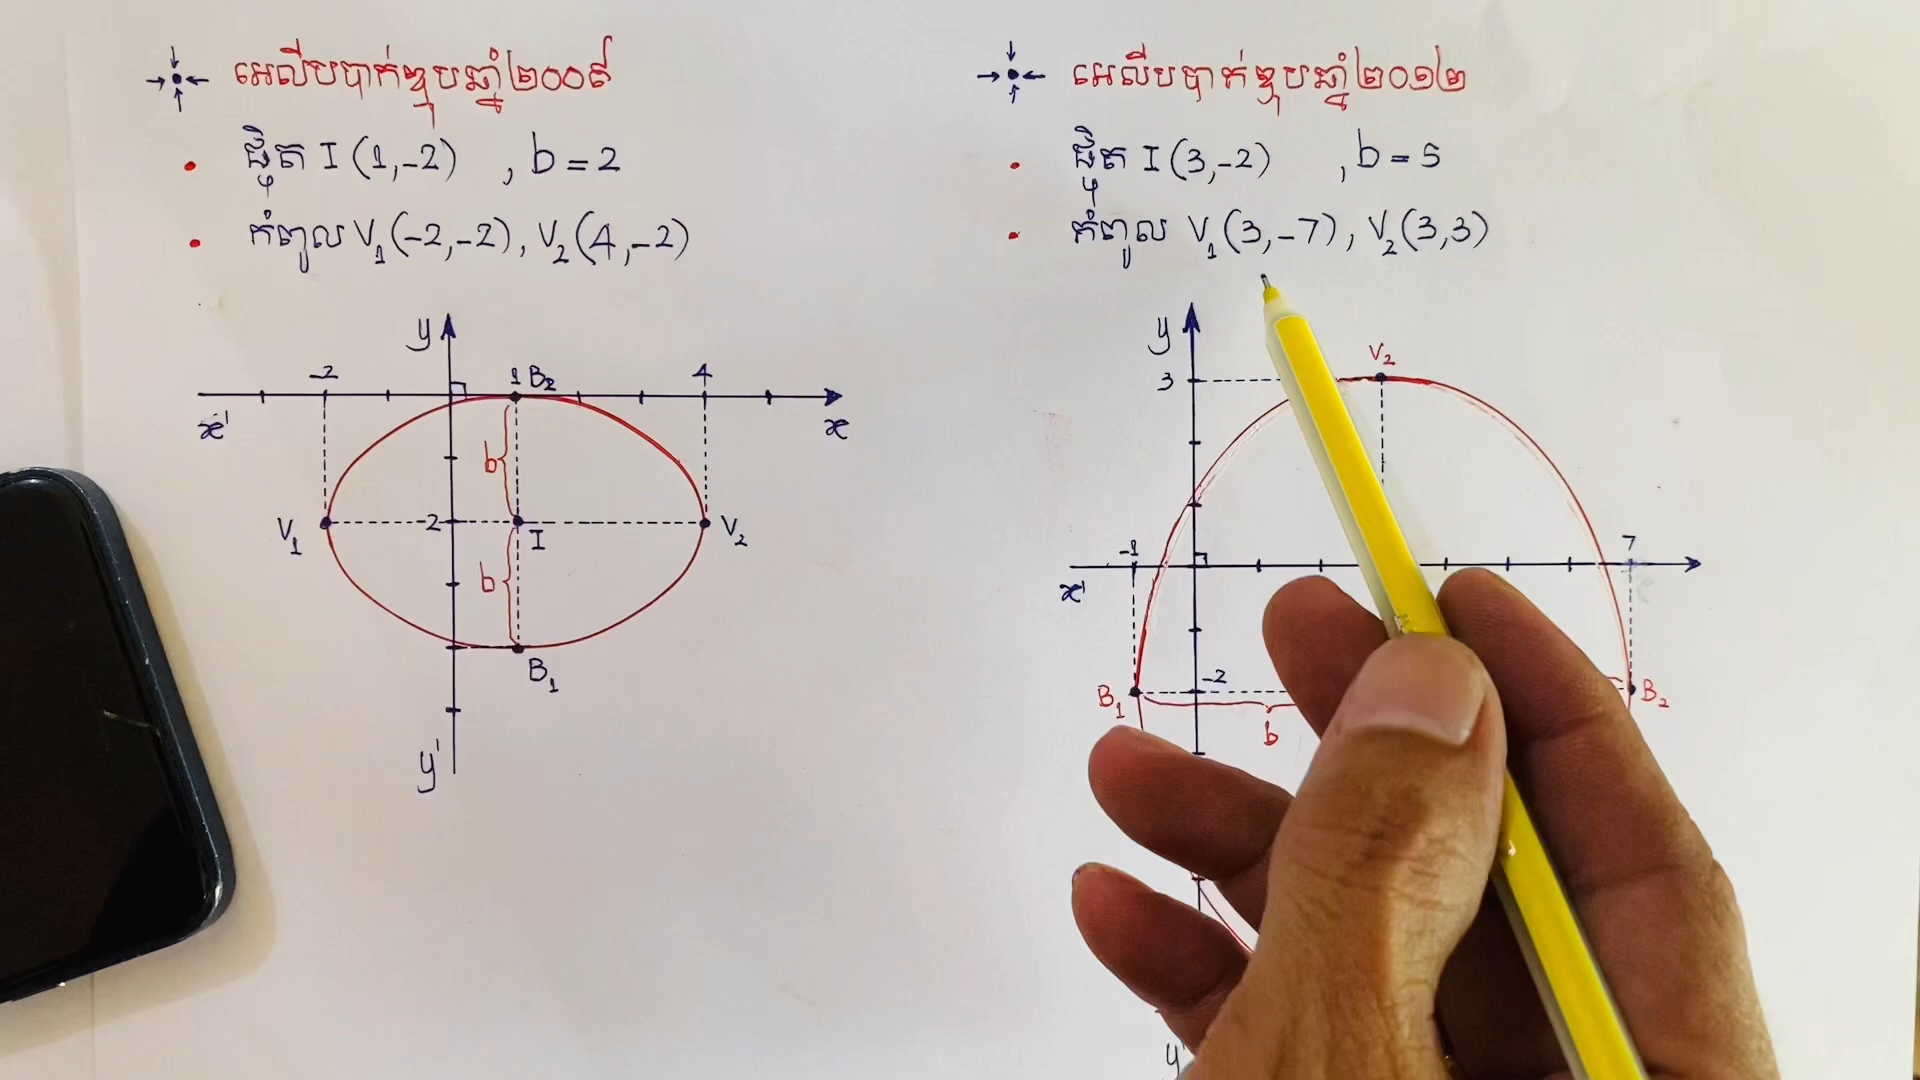 អេលីបបាក់ឌុបឆ្នាំ២០០៩
ផ្ចិត I (1,-2) , b = 2
កំពូល V₁(-2,-2), V₂(4,-2)
y
-2
1 B₂
4
x'
x
b
V₁
-2
I
V₂
b
B₁
y'
អេលីបបាក់ឌុបឆ្នាំ២០១២
ផ្ចិត I (3,-2) , b = 5
កំពូល V₁(3,-7), V₂(3,3)
y
V₂
3
-1
7
x'
-2
B₁
B₂
b
y'